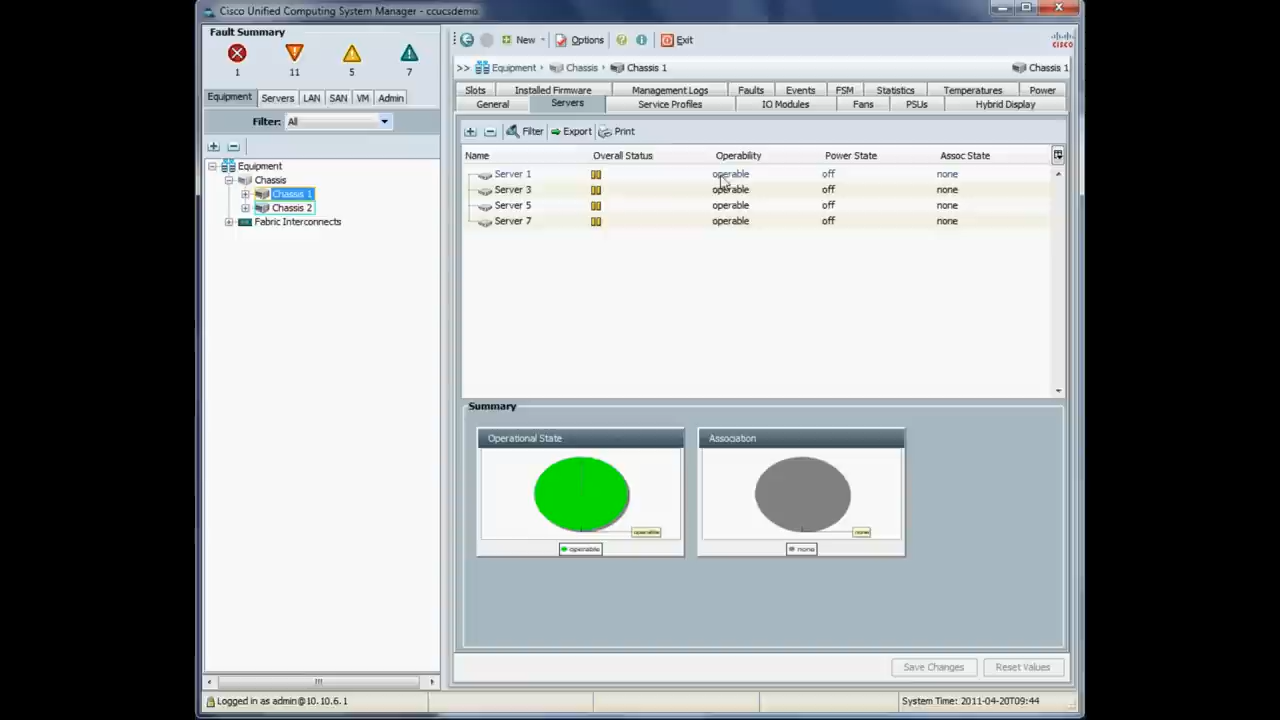 Cisco Unified Computing System Manager - ccucsdemo
Fault Summary
1 11 5 7
New Options Exit
cisco
>> Equipment Chassis Chassis 1 Chassis 1
Equipment Servers LAN SAN VM Admin
Filter: All
Slots Installed Firmware Management Logs Faults Events FSM Statistics Temperatures Power
General Servers Service Profiles IO Modules Fans PSUs Hybrid Display
Filter Export Print
Equipment
Chassis
Chassis 1
Chassis 2
Fabric Interconnects
Name Overall Status Operability Power State Assoc State
Server 1 operable off none
Server 3 operable off none
Server 5 operable off none
Server 7 operable off none
Summary
Operational State
operable
operable
Association
none
none
Save Changes Reset Values
Logged in as admin@10.10.6.1 System Time: 2011-04-20T09:44